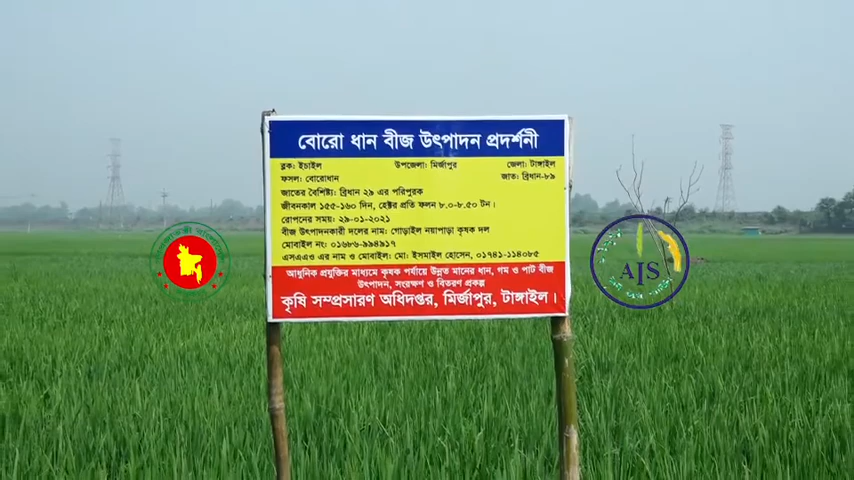 বোরো ধান বীজ উৎপাদন প্রদর্শনী
ব্লক: ইচাইল উপজেলা: মির্জাপুর জেলা: টাঙ্গাইল
ফসল: বোরোধান জাত: ব্রিধান-৮৯
জাতের বৈশিষ্ট্য: ব্রিধান ২৯ এর পরিপুরক
জীবনকাল ১৫৫-১৬০ দিন, হেক্টর প্রতি ফলন ৮.০-৮.৫০ টন।
রোপনের সময়: ২৯-০১-২০২১
বীজ উৎপাদনকারী দলের নাম: গোড়াইল নয়াপাড়া কৃষক দল
মোবাইল নং: ০১৬৮৬-৯৯৪৯১৭
এসএএও এর নাম ও মোবাইল: মো: ইসমাইল হোসেন, ০১৭৪১-১১৪০৮৫
আধুনিক প্রযুক্তির মাধ্যমে কৃষক পর্যায়ে উন্নত মানের ধান, গম ও পাট বীজ
উৎপাদন, সংরক্ষণ ও বিতরণ প্রকল্প
কৃষি সম্প্রসারণ অধিদপ্তর, মির্জাপুর, টাঙ্গাইল।
AIS